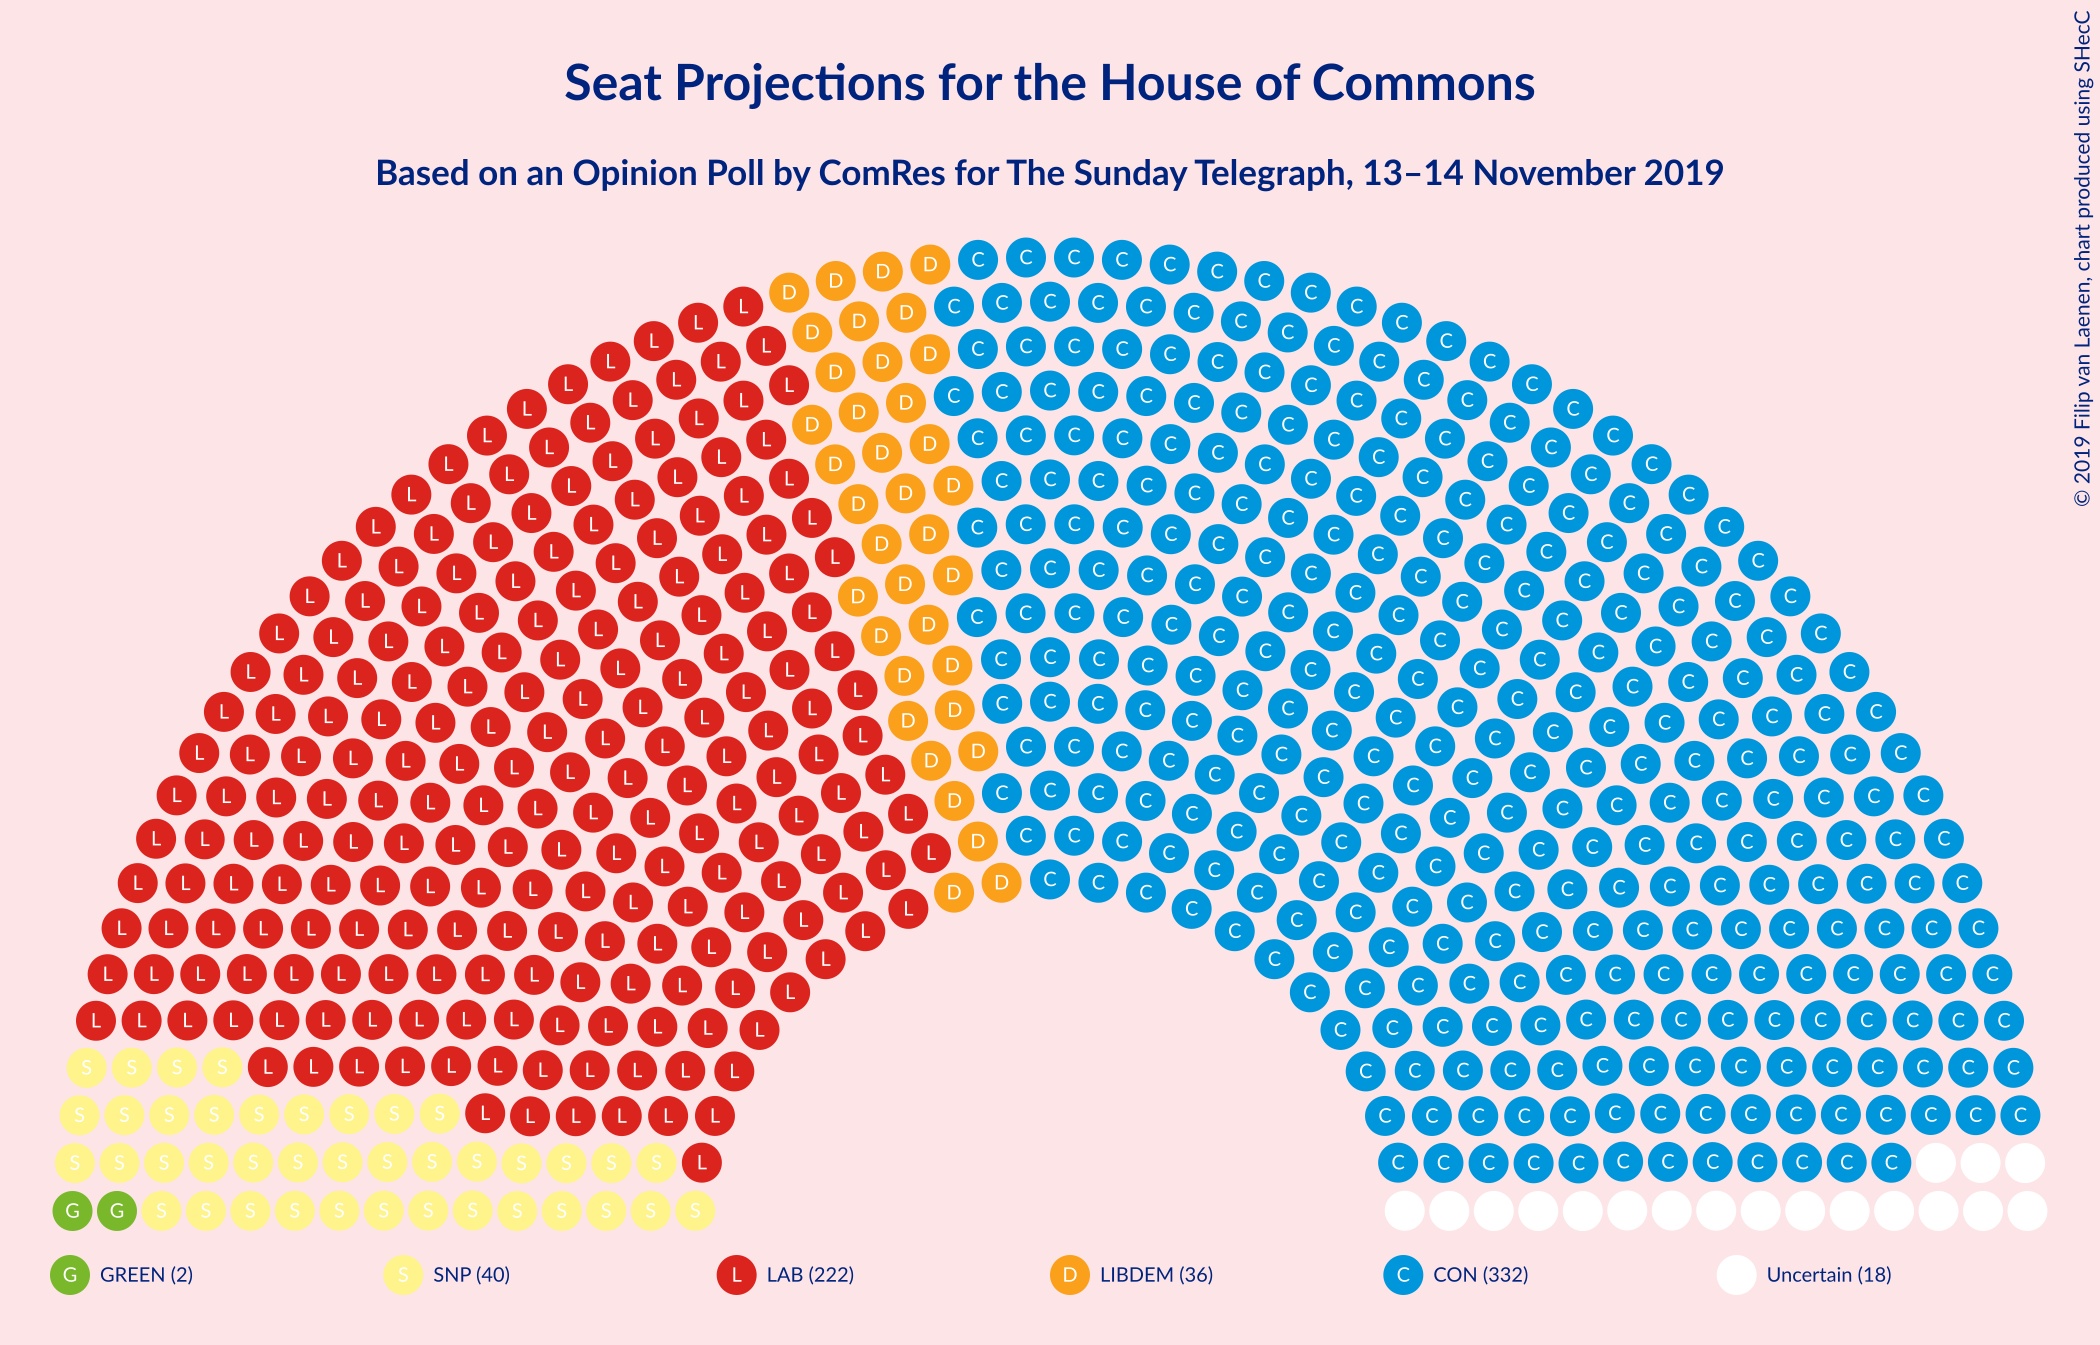 Seat Projections for the House of Commons
Based on an Opinion Poll by ComRes for The Sunday Telegraph, 13–14 November 2019
© 2019 Filip van Laenen, chart produced using SHecC
G GREEN (2)
S SNP (40)
L LAB (222)
D LIBDEM (36)
C CON (332)
Uncertain (18)